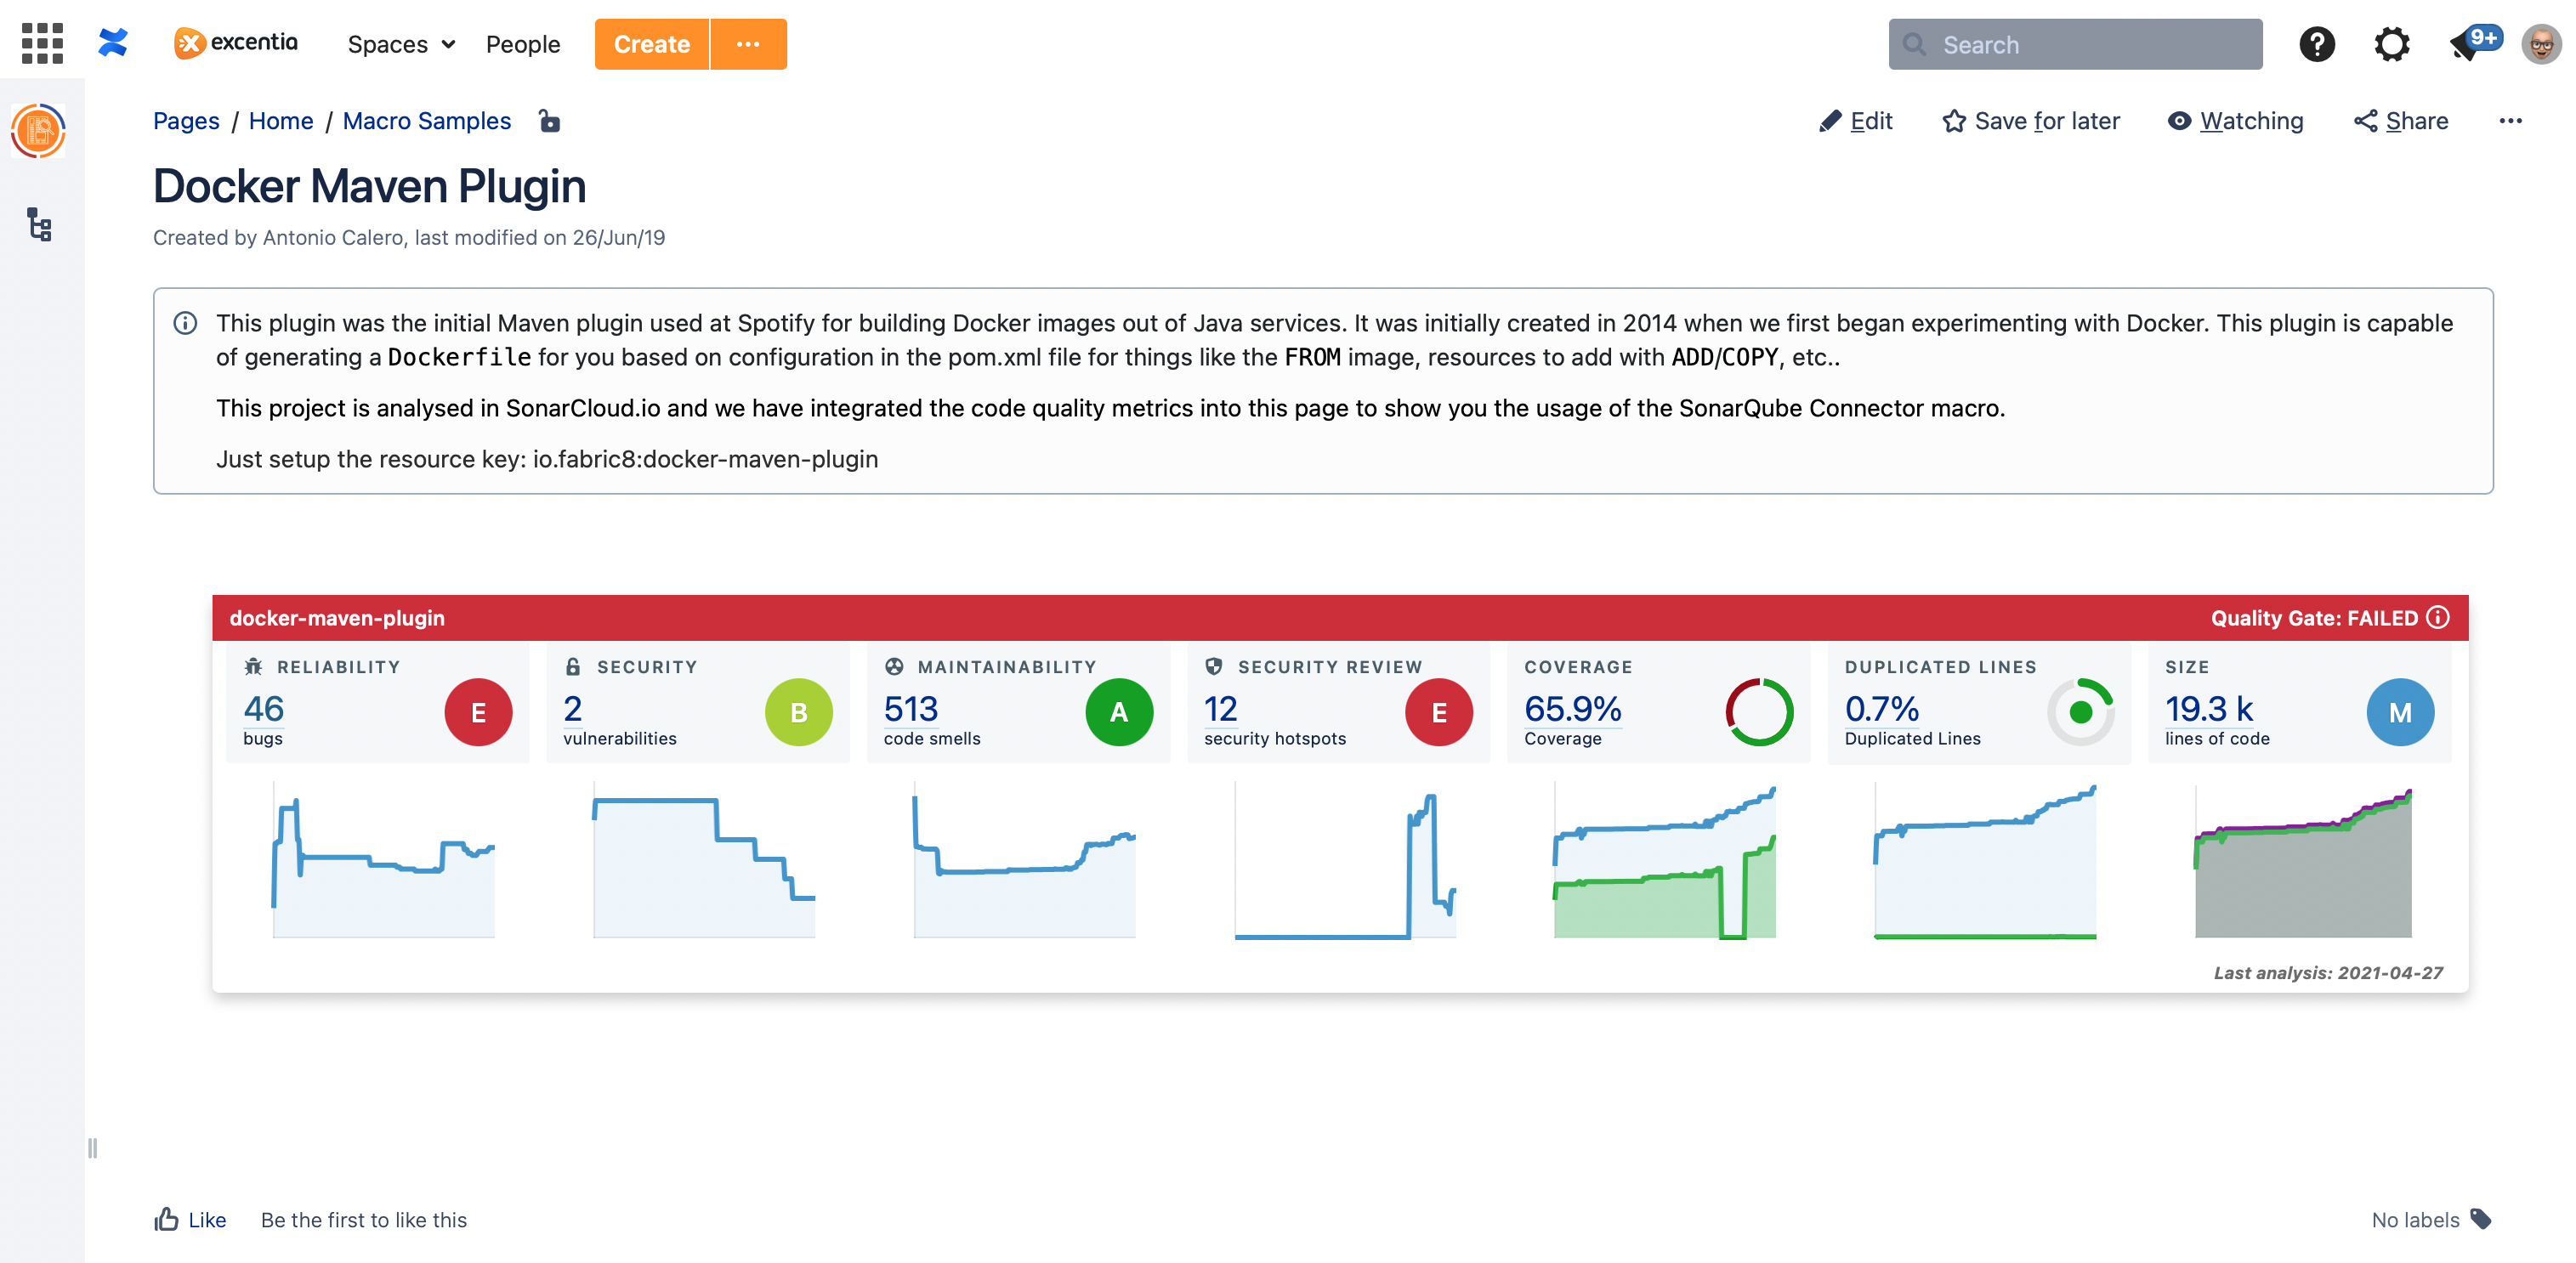 excentia Spaces People Create ··· Search 9+
Pages / Home / Macro Samples Edit Save for later Watching Share ···
Docker Maven Plugin
Created by Antonio Calero, last modified on 26/Jun/19
This plugin was the initial Maven plugin used at Spotify for building Docker images out of Java services. It was initially created in 2014 when we first began experimenting with Docker. This plugin is capable
of generating a Dockerfile for you based on configuration in the pom.xml file for things like the FROM image, resources to add with ADD/COPY, etc..
This project is analysed in SonarCloud.io and we have integrated the code quality metrics into this page to show you the usage of the SonarQube Connector macro.
Just setup the resource key: io.fabric8:docker-maven-plugin
docker-maven-plugin Quality Gate: FAILED
RELIABILITY
46
bugs
E
SECURITY
2
vulnerabilities
B
MAINTAINABILITY
513
code smells
A
SECURITY REVIEW
12
security hotspots
E
COVERAGE
65.9%
Coverage
DUPLICATED LINES
0.7%
Duplicated Lines
SIZE
19.3 k
lines of code
M
Last analysis: 2021-04-27
Like Be the first to like this No labels